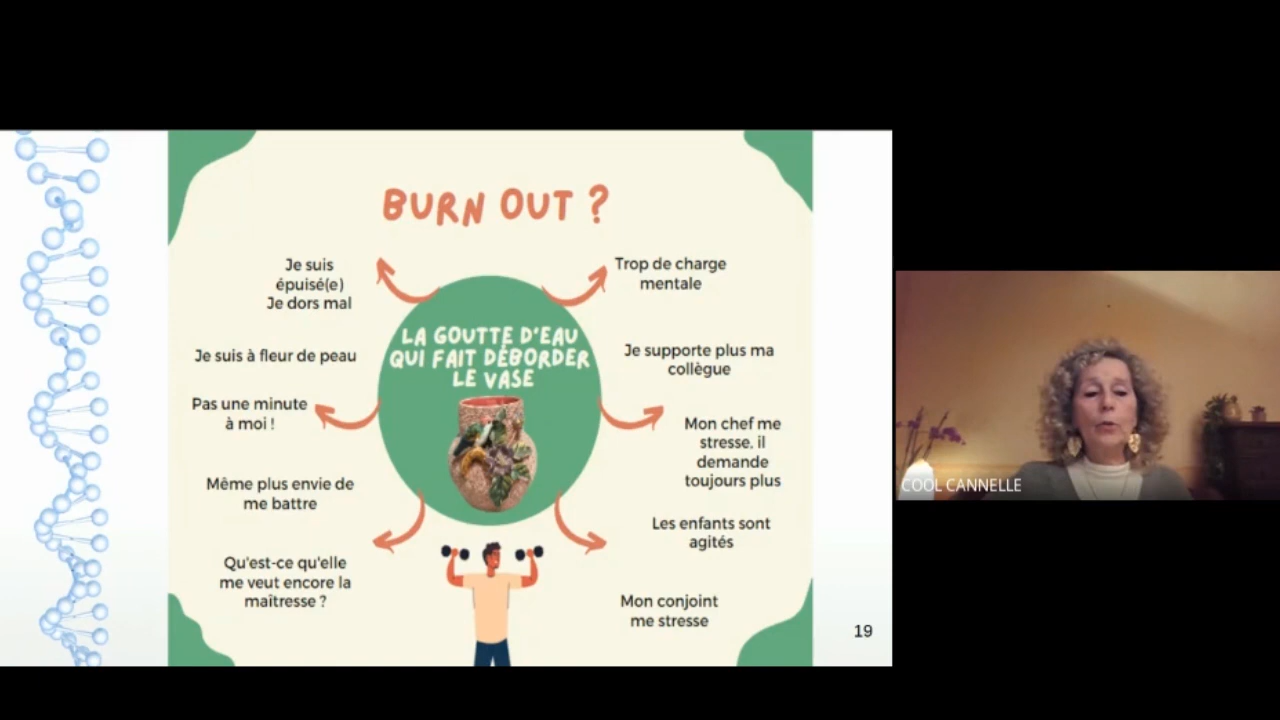 BURN OUT ?
Je suis
épuisé(e)
Je dors mal
Trop de charge
mentale
LA GOUTTE D'EAU
QUI FAIT DÉBORDER
LE VASE
Je suis à fleur de peau
Je supporte plus ma
collègue
Pas une minute
à moi !
Mon chef me
stresse, il
demande
toujours plus
Même plus envie de
me battre
Les enfants sont
agités
Qu'est-ce qu'elle
me veut encore la
maîtresse ?
Mon conjoint
me stresse
19
COOL CANNELLE